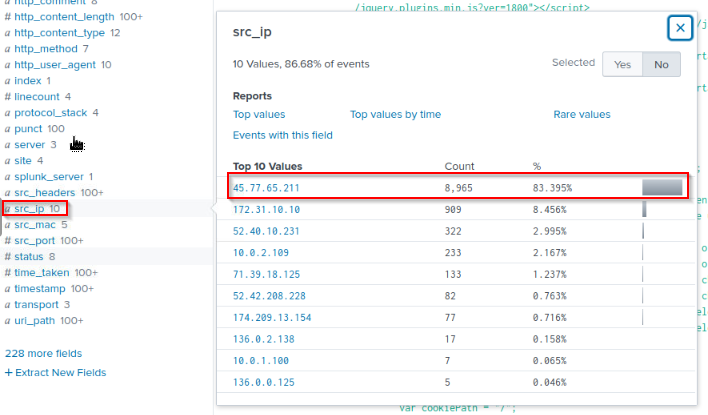 a http_comment 8
# http_content_length 100+
a http_content_type 12
a http_method 7
a http_user_agent 10
a index 1
# linecount 4
a protocol_stack 4
a punct 100
a server 3
a site 4
a splunk_server 1
a src_headers 100+
a src_ip 10
a src_mac 5
# src_port 100+
# status 8
# time_taken 100+
a timestamp 100+
a transport 3
a uri_path 100+
228 more fields
+ Extract New Fields
/jquery.plugins.min.js?ver=1800"></script>
src_ip
10 Values, 86.68% of events
Selected Yes No
Reports
Top values Top values by time Rare values
Events with this field
Top 10 Values Count %
45.77.65.211 8,965 83.395%
172.31.10.10 909 8.456%
52.40.10.231 322 2.995%
10.0.2.109 233 2.167%
71.39.18.125 133 1.237%
52.42.208.228 82 0.763%
174.209.13.154 77 0.716%
136.0.2.138 17 0.158%
10.0.1.100 7 0.065%
136.0.0.125 5 0.046%
var cookiePath = "/";